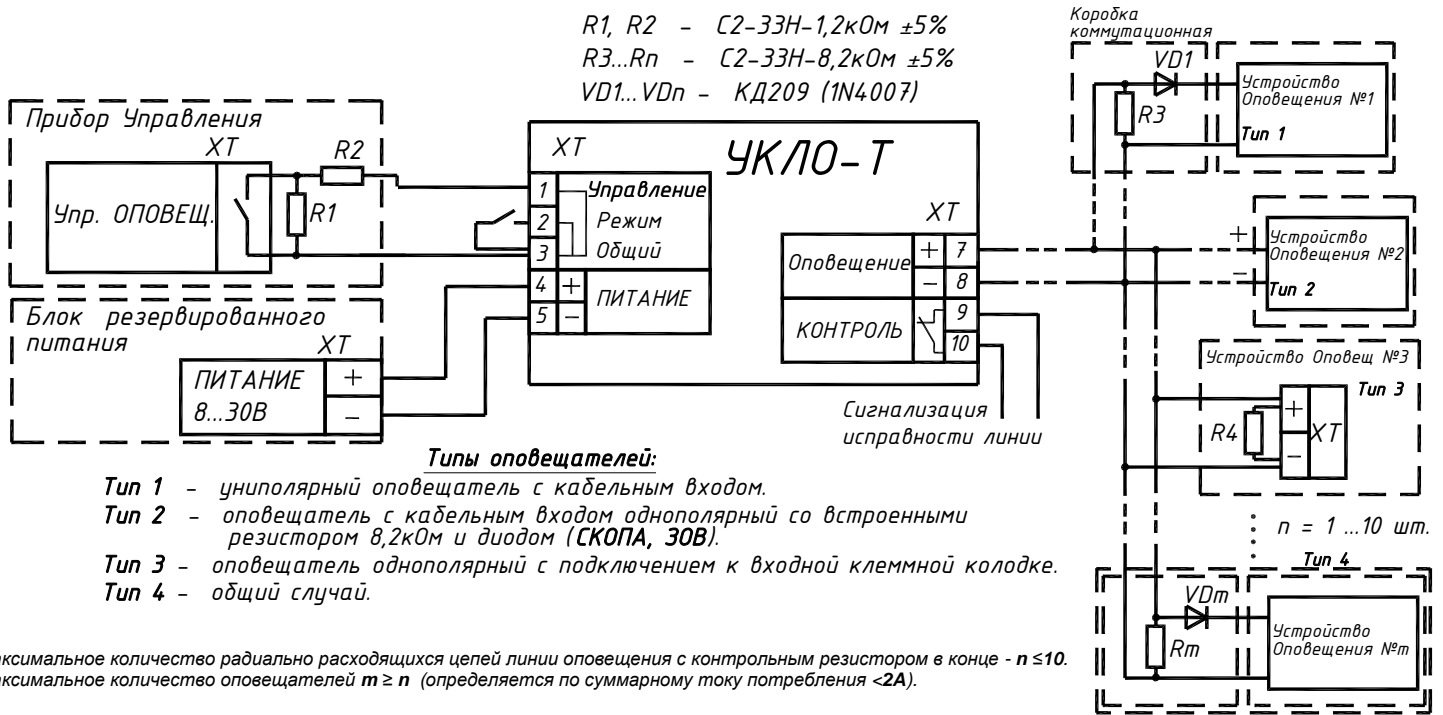 R1, R2 - С2-33Н-1,2кОм ±5%
R3...Rn - С2-33Н-8,2кОм ±5%
VD1...VDn - КД209 (1N4007)
Прибор Управления
XT
R2
Упр. ОПОВЕЩ.
R1
Блок резервированного
питания
XT
ПИТАНИЕ
8...30В
+
−
УКЛО-Т
XT
1
Управление
2
Режим
3
Общий
4 +
ПИТАНИЕ
5 −
XT
Оповещение
+ 7
− 8
КОНТРОЛЬ
9
10
Сигнализация
исправности линии
Коробка
коммутационная
VD1
R3
Устройство
Оповещения №1
Тип 1
+
−
Устройство
Оповещения №2
Тип 2
Устройство Оповещ №3
Тип 3
R4
+
−
XT
n = 1 ...10 шт.
Тип 4
VDm
Rm
Устройство
Оповещения №m
Типы оповещателей:
Тип 1 - униполярный оповещатель с кабельным входом.
Тип 2 - оповещатель с кабельным входом однополярный со встроенными
резистором 8,2кОм и диодом (СКОПА, ЗОВ).
Тип 3 - оповещатель однополярный с подключением к входной клеммной колодке.
Тип 4 - общий случай.
аксимальное количество радиально расходящихся цепей линии оповещения с контрольным резистором в конце - n ≤10.
аксимальное количество оповещателей m ≥ n (определяется по суммарному току потребления <2А).